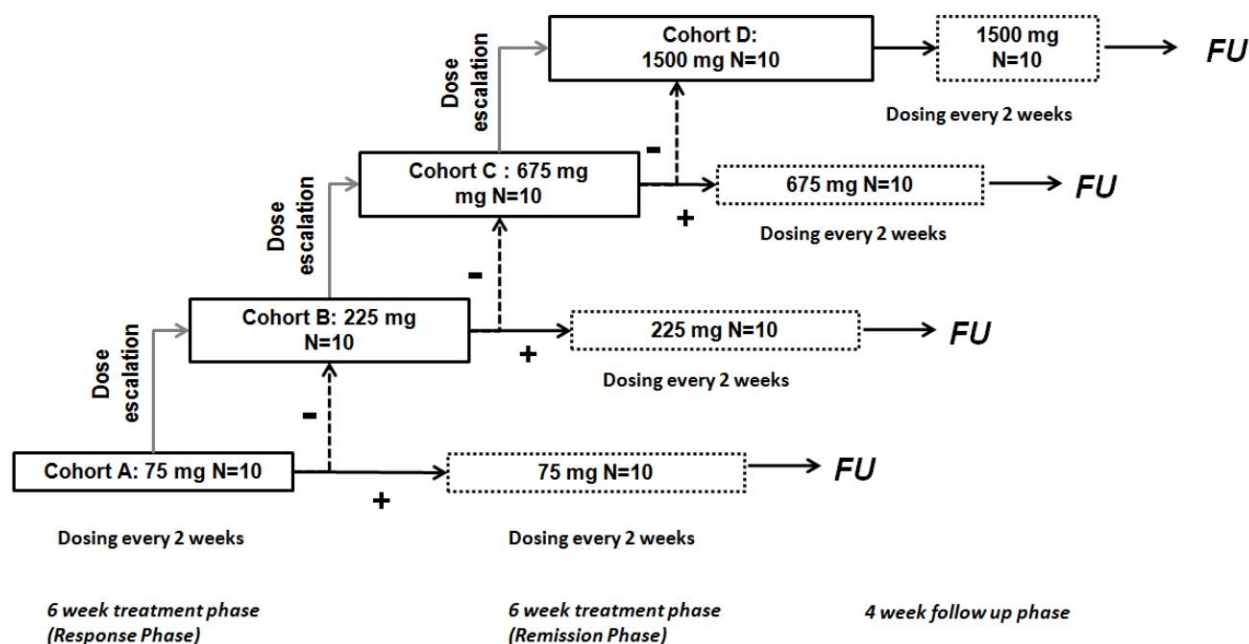 Cohort D:
1500 mg N=10
1500 mg
N=10
FU
Dosing every 2 weeks
Dose
escalation
-
Cohort C : 675 mg
mg N=10
675 mg N=10
FU
+
Dosing every 2 weeks
Dose
escalation
-
Cohort B: 225 mg
N=10
225 mg N=10
FU
+
Dosing every 2 weeks
Dose
escalation
-
Cohort A: 75 mg N=10
75 mg N=10
FU
+
Dosing every 2 weeks
Dosing every 2 weeks
6 week treatment phase
(Response Phase)
6 week treatment phase
(Remission Phase)
4 week follow up phase